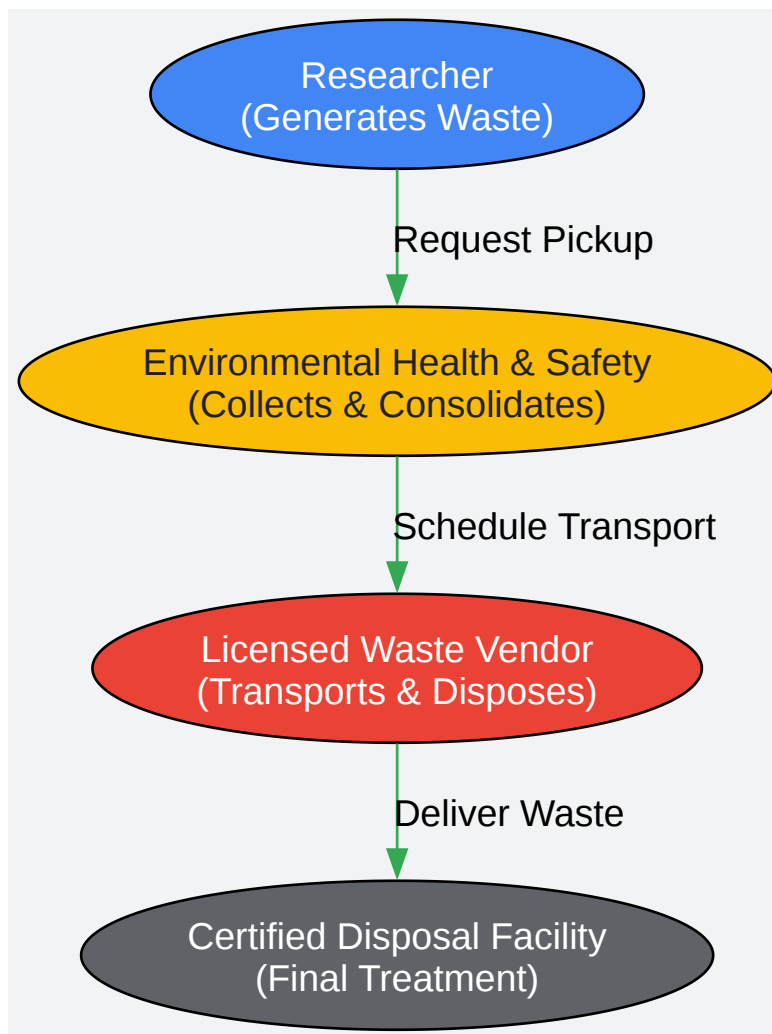 Researcher
(Generates Waste)
Request Pickup
Environmental Health & Safety
(Collects & Consolidates)
Schedule Transport
Licensed Waste Vendor
(Transports & Disposes)
Deliver Waste
Certified Disposal Facility
(Final Treatment)